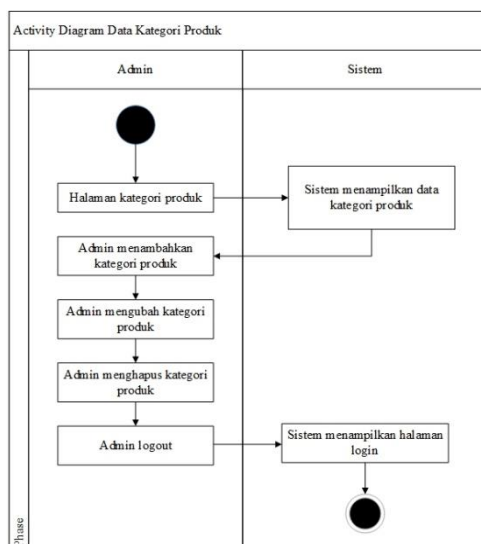 Activity Diagram Data Kategori Produk
Admin
Sistem
Halaman kategori produk
Sistem menampilkan data
kategori produk
Admin menambahkan
kategori produk
Admin mengubah kategori
produk
Admin menghapus kategori
produk
Admin logout
Sistem menampilkan halaman
login
Phase